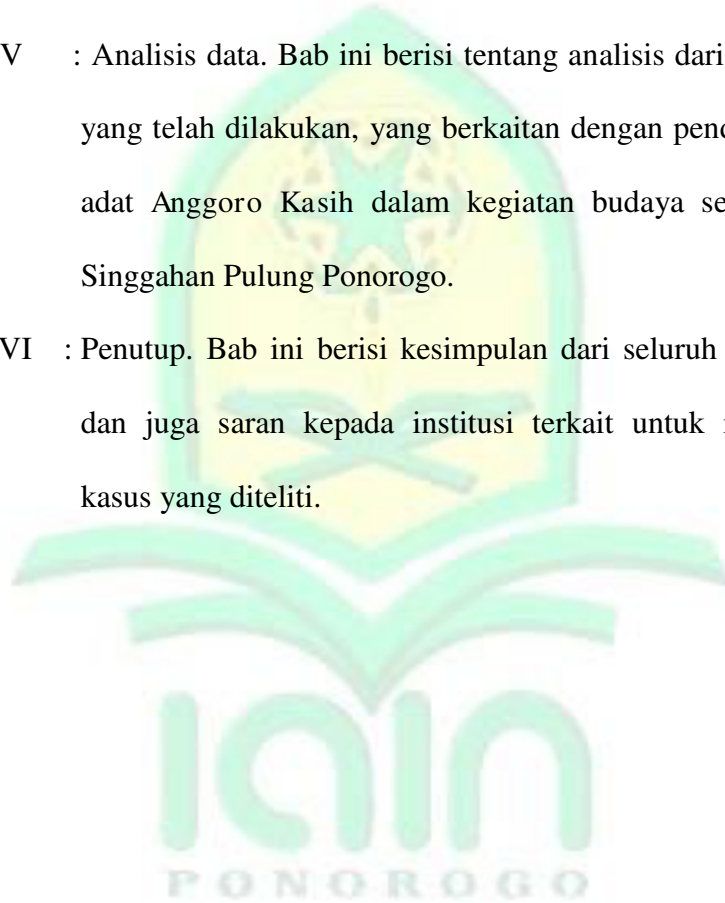 V : Analisis data. Bab ini berisi tentang analisis dari
yang telah dilakukan, yang berkaitan dengan
adat Anggoro Kasih dalam kegiatan budaya
Singgahan Pulung Ponorogo.
VI : Penutup. Bab ini berisi kesimpulan dari seluruh
dan juga saran kepada institusi terkait untuk
kasus yang diteliti.
iain
PONOROGO